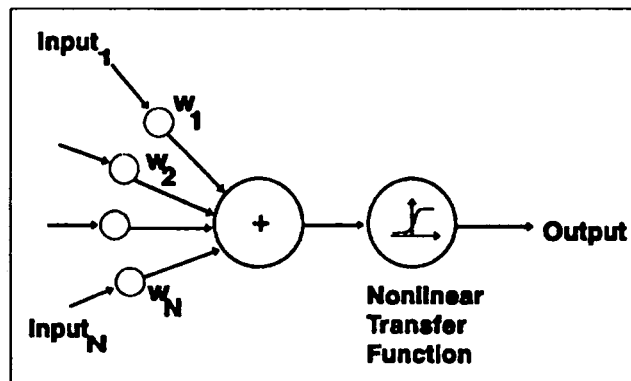 Input1
w1
w2
+
Output
wN
InputN
Nonlinear
Transfer
Function